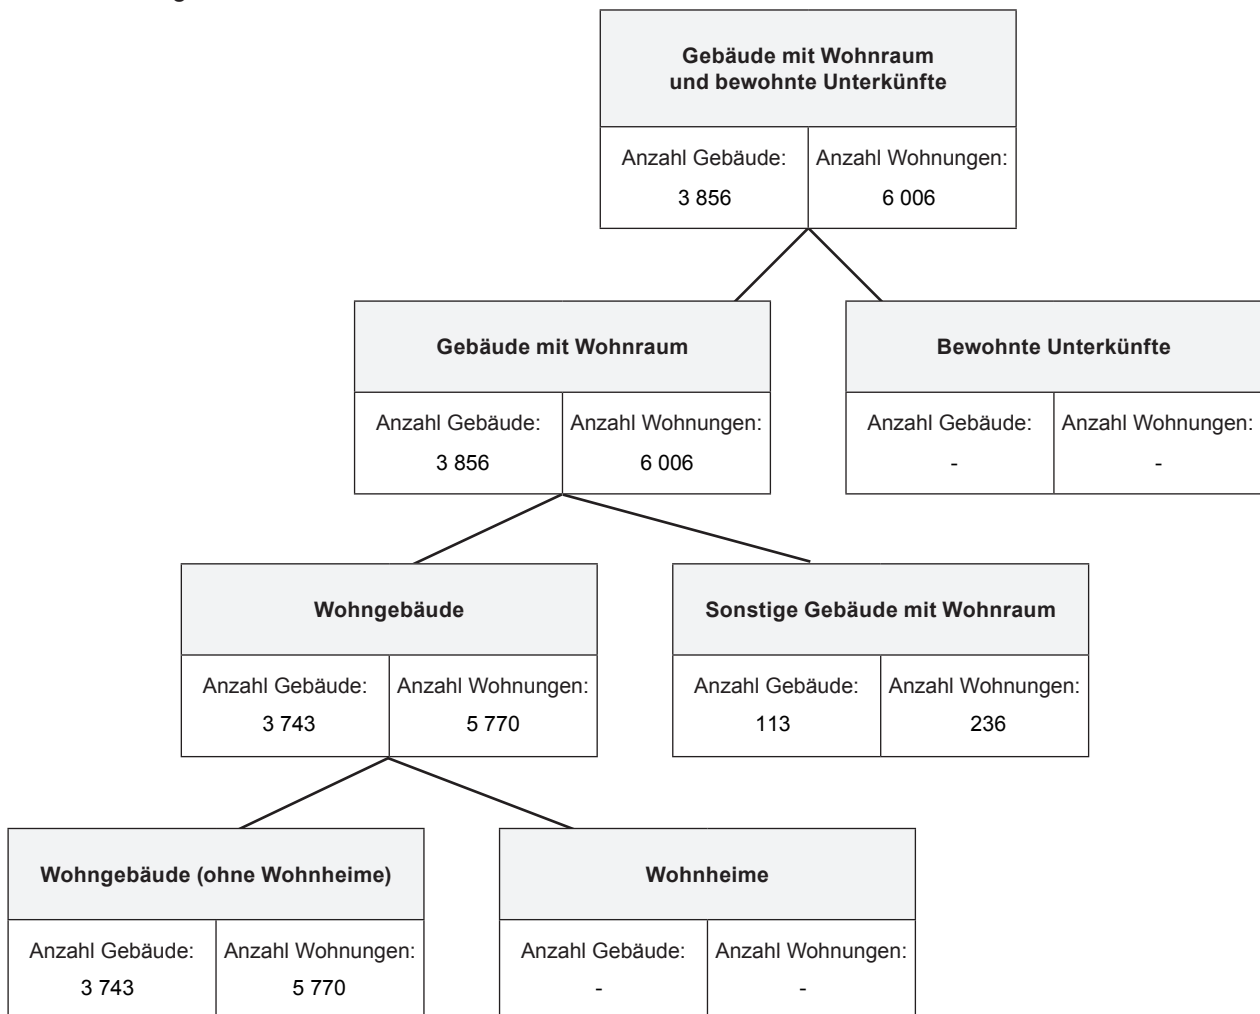 Gebäude mit Wohnraum
und bewohnte Unterkünfte
Anzahl Gebäude: Anzahl Wohnungen:
3 856 6 006
Gebäude mit Wohnraum Bewohnte Unterkünfte
Anzahl Gebäude: Anzahl Wohnungen: Anzahl Gebäude: Anzahl Wohnungen:
3 856 6 006 - -
Wohngebäude Sonstige Gebäude mit Wohnraum
Anzahl Gebäude: Anzahl Wohnungen: Anzahl Gebäude: Anzahl Wohnungen:
3 743 5 770 113 236
Wohngebäude (ohne Wohnheime) Wohnheime
Anzahl Gebäude: Anzahl Wohnungen: Anzahl Gebäude: Anzahl Wohnungen:
3 743 5 770 - -